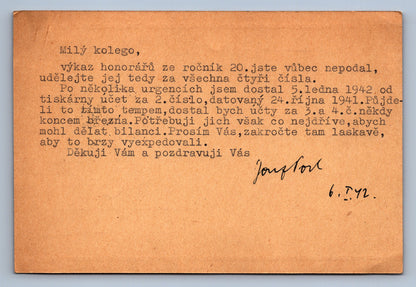 Milý kolego,
výkaz honorářů ze ročník 20.jste vůbec nepodal,
udělejte jej tedy za všechna čtyři čísla.
Po několika urgencích jsem dostal 5.ledna 1942.od
tiskárny účet za 2.číslo,datovaný 24.října 1941.Půjde-
li to tímto tempem,dostal bych účty za 3.a 4.č.někdy
koncem března.Potřebuji jich však co nejdříve,abych
mohl dělat bilanci.Prosím Vás,zakročte tam laskavě,
aby to brzy vyexpedovali.
Děkuji Vám a pozdravuji Vás
Josef
6.I.42.